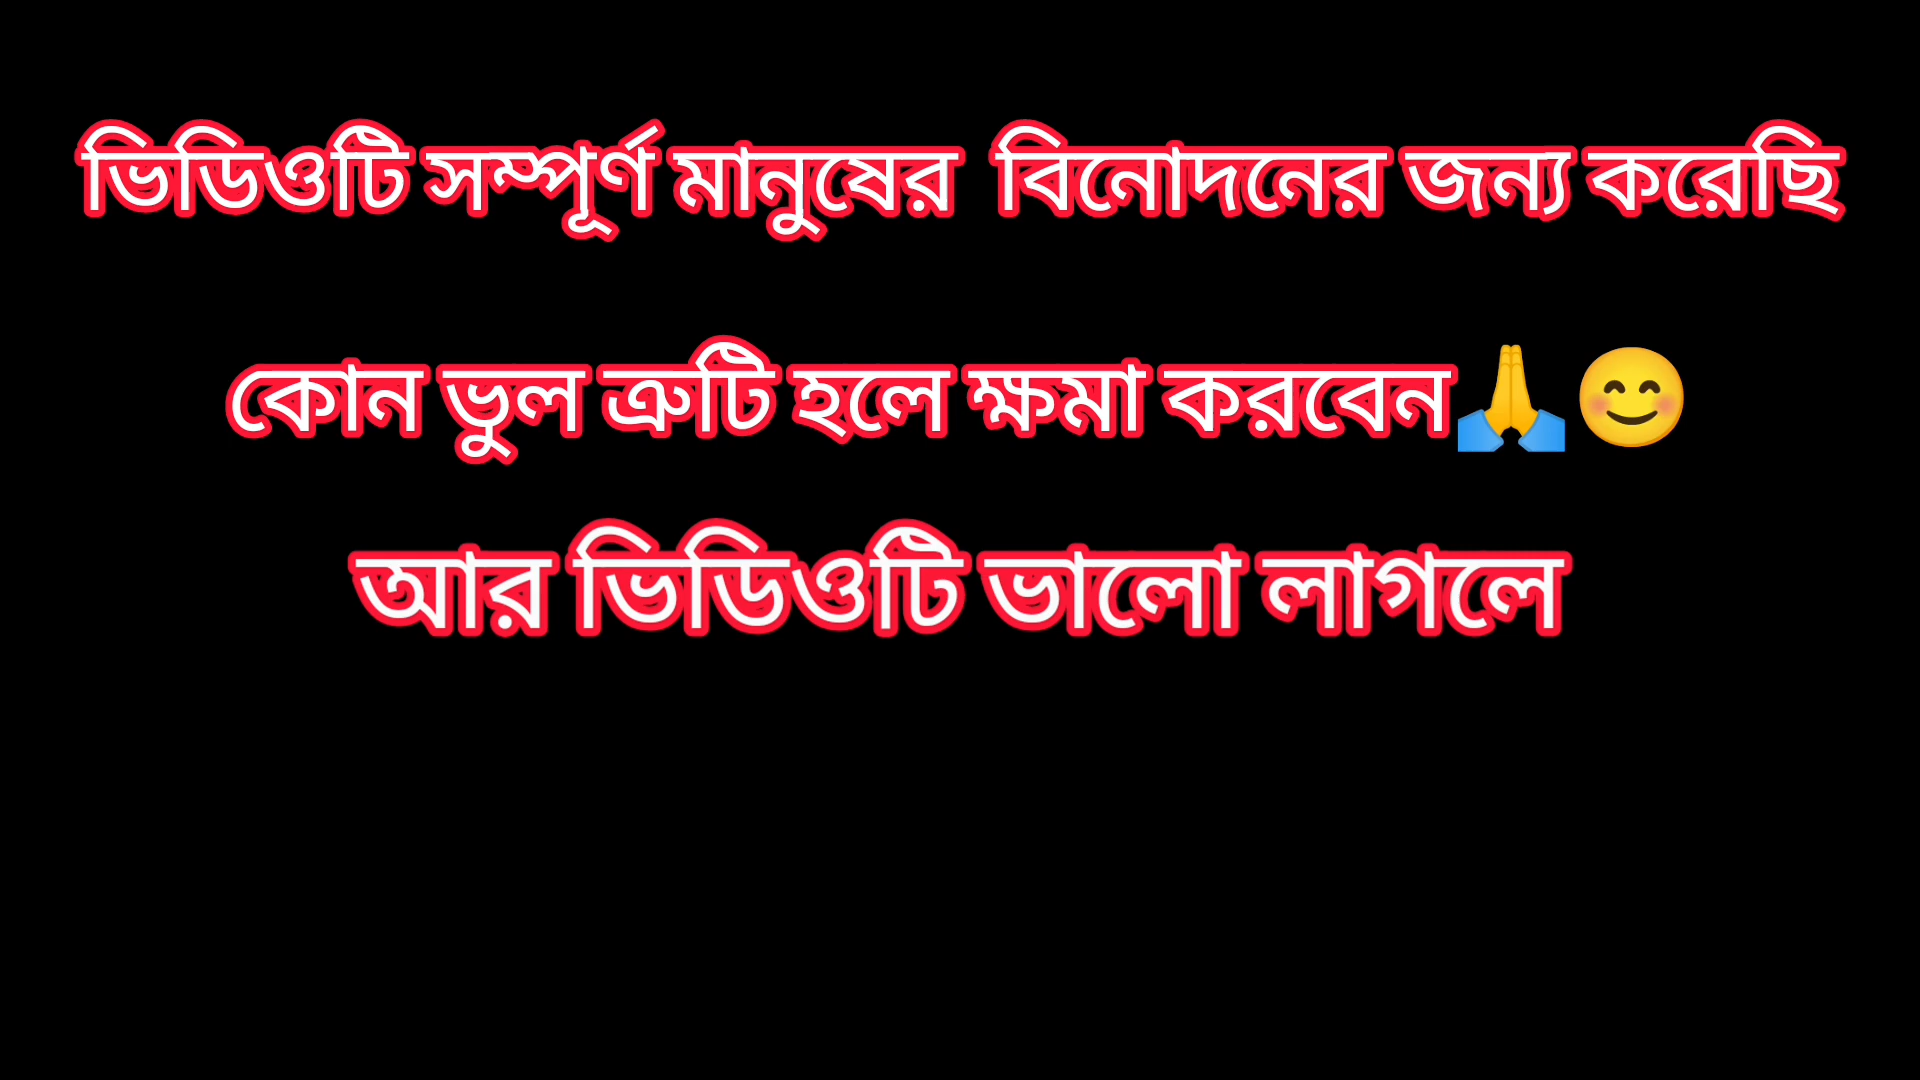 ভিডিওটি সম্পূর্ণ মানুষের বিনোদনের জন্য করেছি
কোন ভুল ত্রুটি হলে ক্ষমা করবেন🙏😊
আর ভিডিওটি ভালো লাগলে